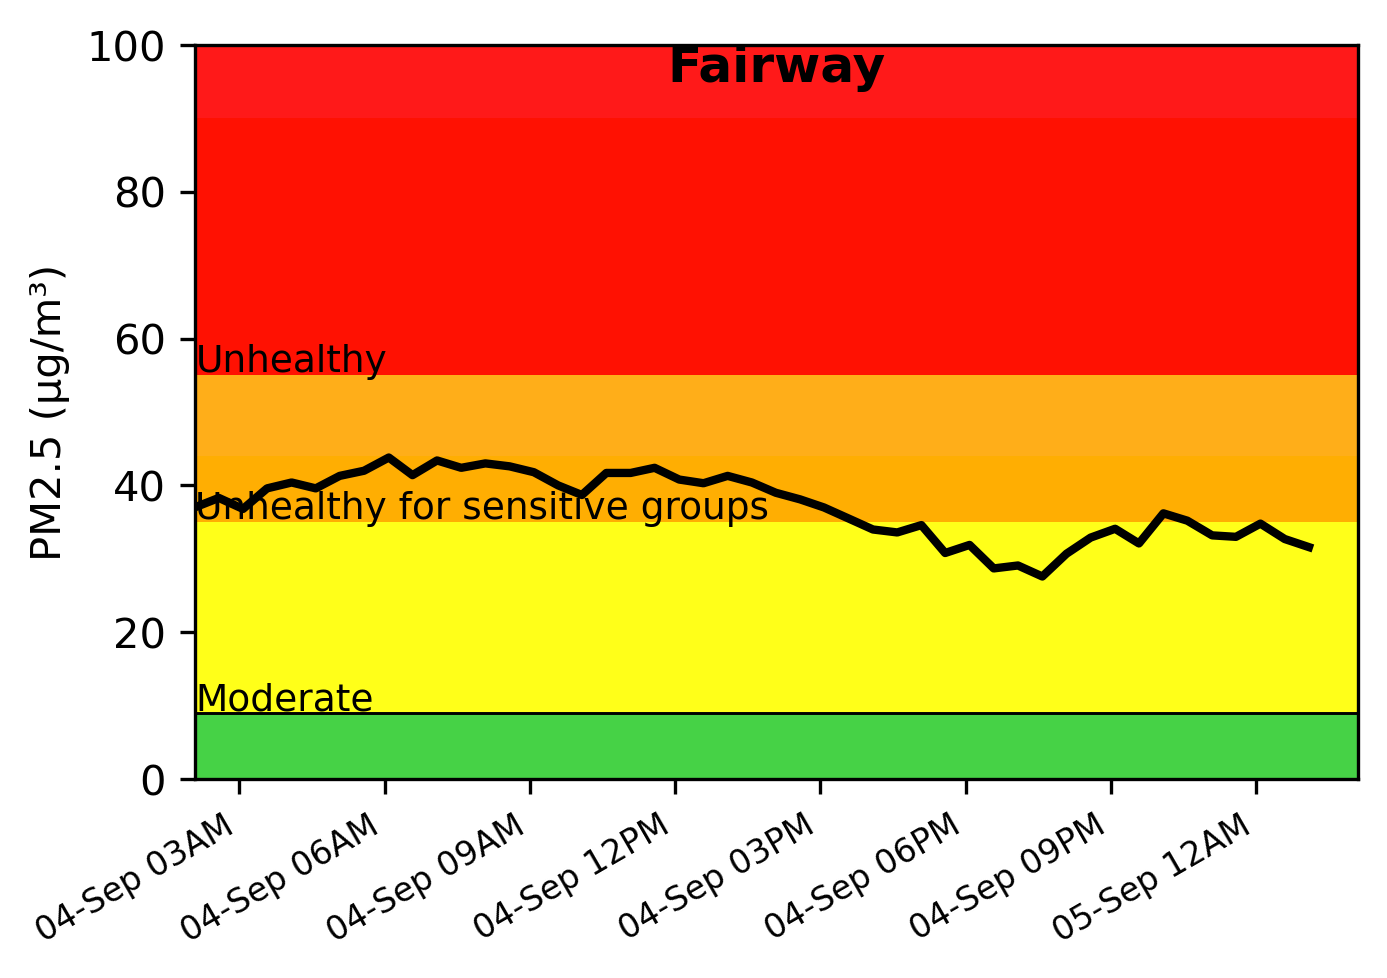 Fairway
PM2.5 (µg/m³)
100
80
60
40
20
0
Unhealthy
Unhealthy for sensitive groups
Moderate
04-Sep 03AM
04-Sep 06AM
04-Sep 09AM
04-Sep 12PM
04-Sep 03PM
04-Sep 06PM
04-Sep 09PM
05-Sep 12AM